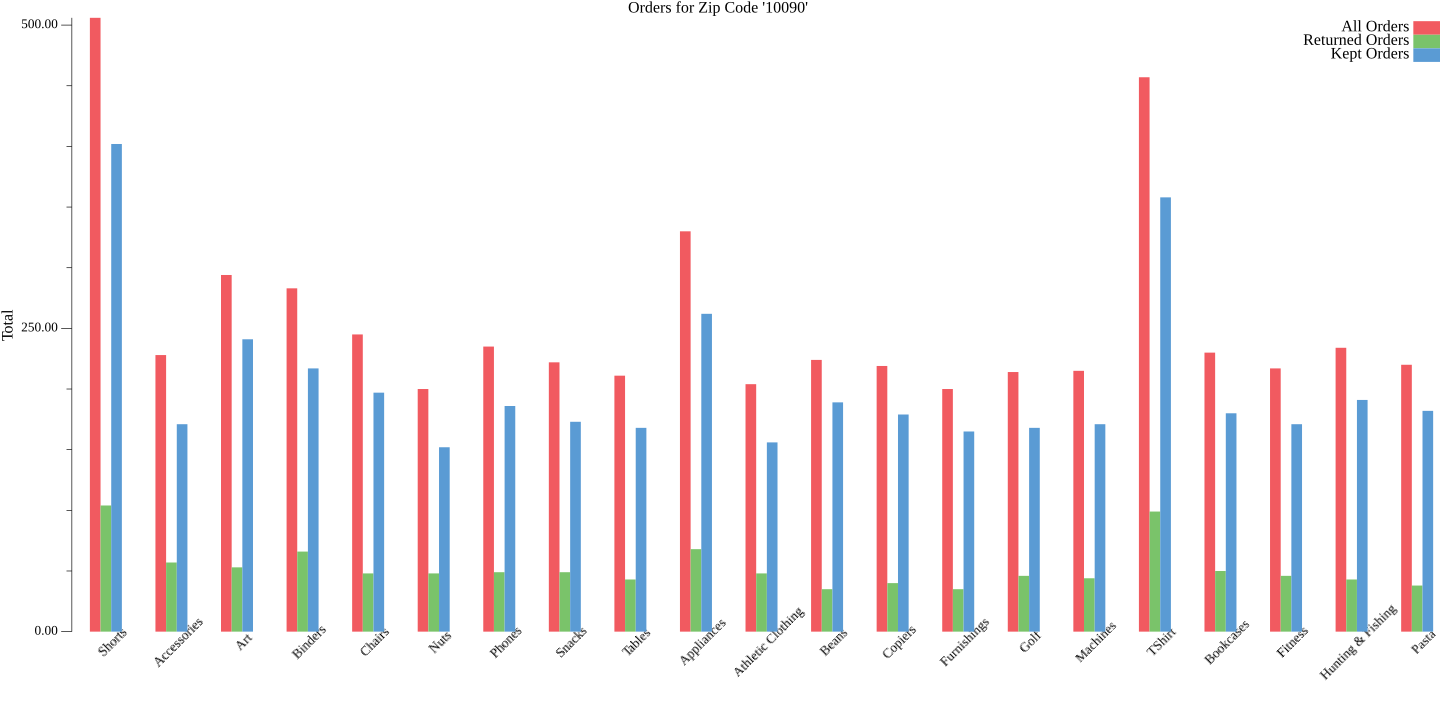 Orders for Zip Code '10090'
500.00
All Orders
Returned Orders
Kept Orders
250.00
Total
0.00
Shorts
Accessories
Art
Binders
Chairs
Nuts
Phones
Snacks
Tables
Appliances
Athletic Clothing
Beans
Copiers
Furnishings
Golf
Machines
TShirt
Bookcases
Fitness
Hunting & Fishing
Pasta